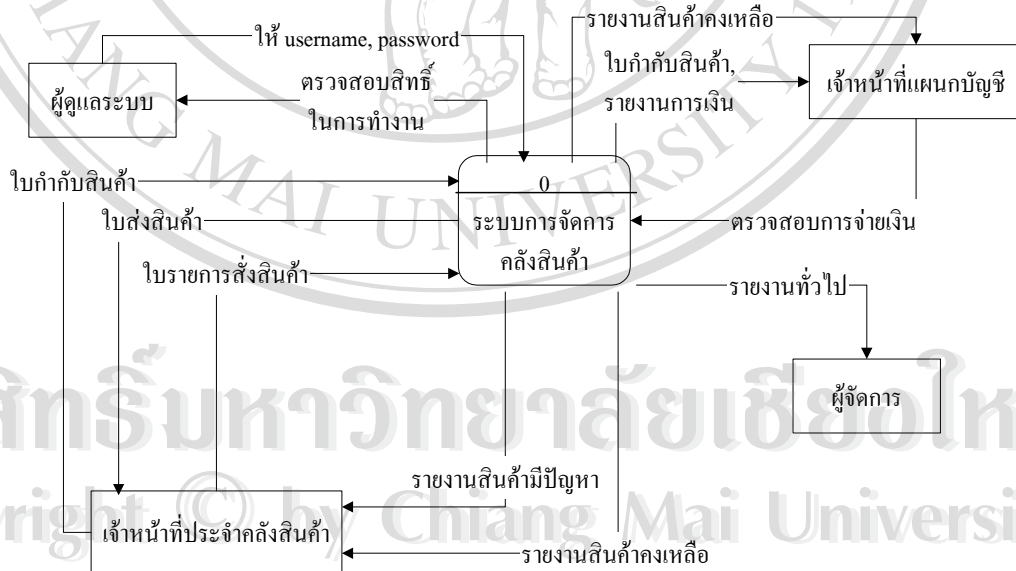 รายงานสินค้าคงเหลือ
ให้ username, password
ใบกำกับสินค้า,
รายงานการเงิน
เจ้าหน้าที่แผนกบัญชี
ผู้ดูแลระบบ
ตรวจสอบสิทธิ์
ในการทำงาน
ใบกำกับสินค้า
0
ระบบการจัดการ
คลังสินค้า
ใบส่งสินค้า
ตรวจสอบการจ่ายเงิน
ใบรายการสั่งสินค้า
รายงานทั่วไป
ผู้จัดการ
รายงานสินค้ามีปัญหา
เจ้าหน้าที่ประจำคลังสินค้า
รายงานสินค้าคงเหลือ
ANG MAI UNIVERSITY
สิทธิ์มหาวิทยาลัยเชียงให
right © by Chiang Mai Universi